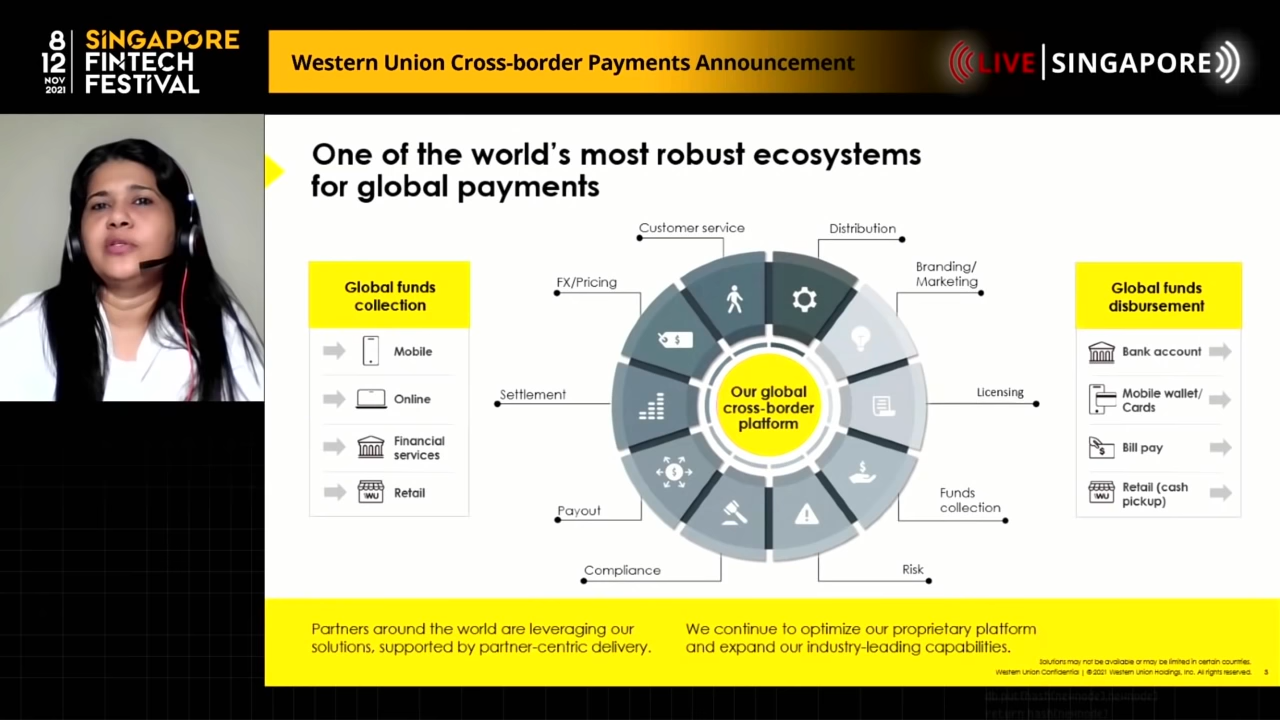 8
12
NOV
2021
SINGAPORE
FINTECH
FESTIVAL
Western Union Cross-border Payments Announcement
LIVE SINGAPORE
One of the world's most robust ecosystems
for global payments
Customer service
Distribution
FX/Pricing
Branding/
Marketing
Global funds
collection
Mobile
Online
Financial
services
WU
Retail
Settlement
Our global
cross-border
platform
Licensing
Payout
Funds
collection
Compliance
Risk
Global funds
disbursement
Bank account
Mobile wallet/
Cards
Bill pay
WU
Retail (cash
pickup)
Partners around the world are leveraging our
solutions, supported by partner-centric delivery.
We continue to optimize our proprietary platform
and expand our industry-leading capabilities.
Solutions may not be available or may be limited in certain countries.
Western Union Confidential | © 2021 Western Union Holdings, Inc. All rights reserved. 5